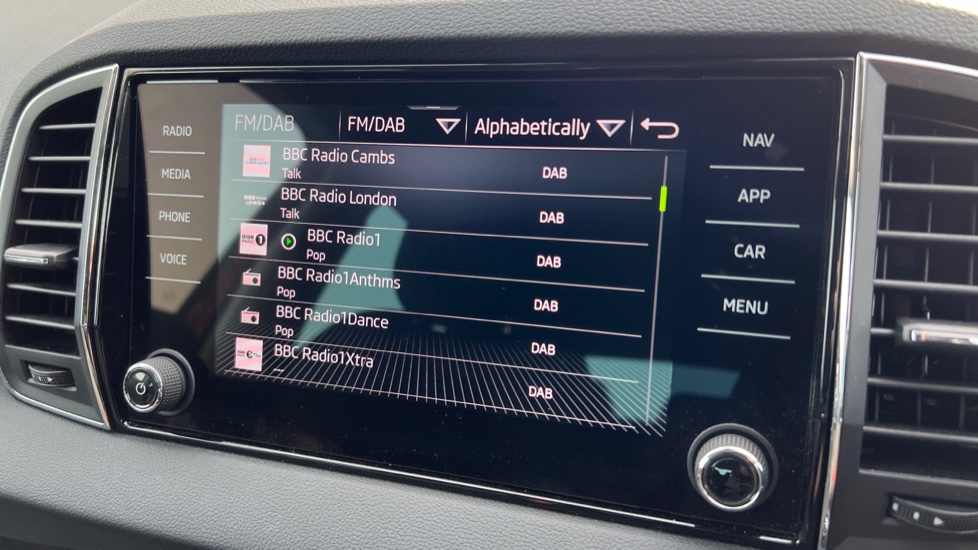 RADIO
MEDIA
PHONE
VOICE
FM/DAB FM/DAB Alphabetically
BBC Radio Cambs
Talk
DAB
BBC Radio London
Talk
DAB
BBC Radio1
Pop
DAB
BBC Radio1Anthms
Pop
DAB
BBC Radio1Dance
Pop
DAB
BBC Radio1Xtra
DAB
NAV
APP
CAR
MENU